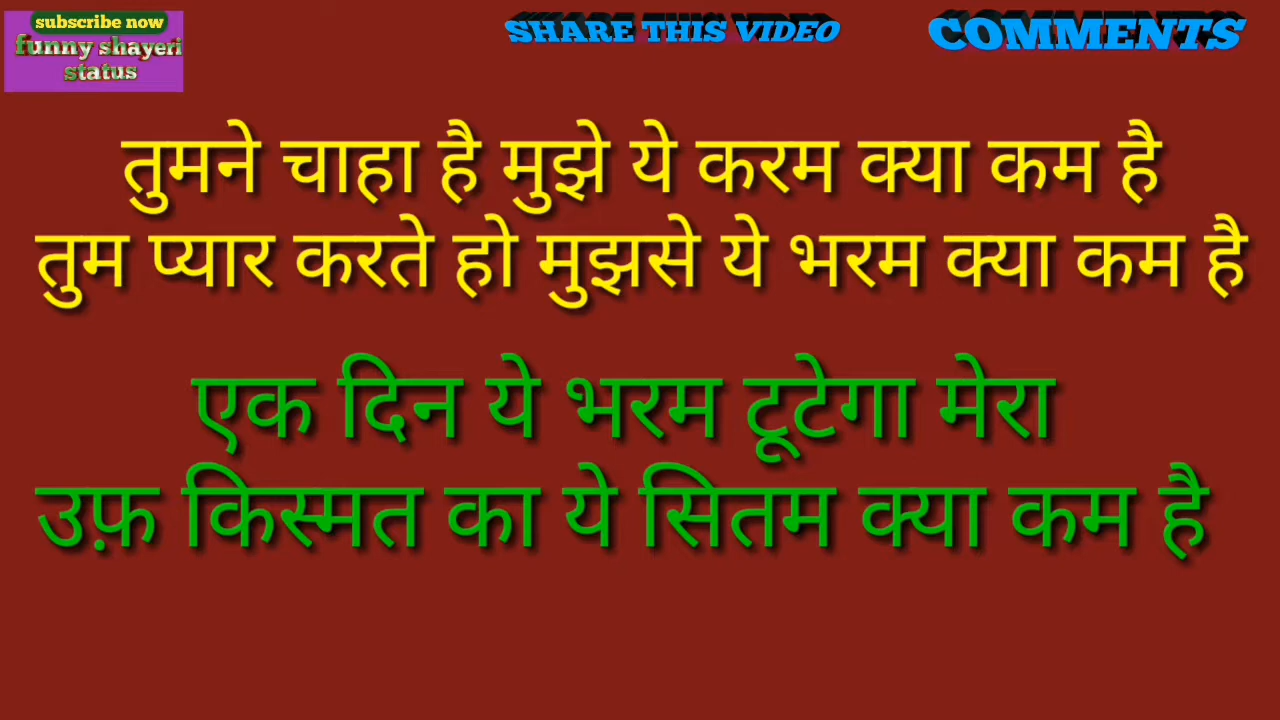 subscribe now
funny shayeri
status
SHARE THIS VIDEO
COMMENTS
तुमने चाहा है मुझे ये करम क्या कम है
तुम प्यार करते हो मुझसे ये भरम क्या कम है
एक दिन ये भरम टूटेगा मेरा
उफ़ किस्मत का ये सितम क्या कम है